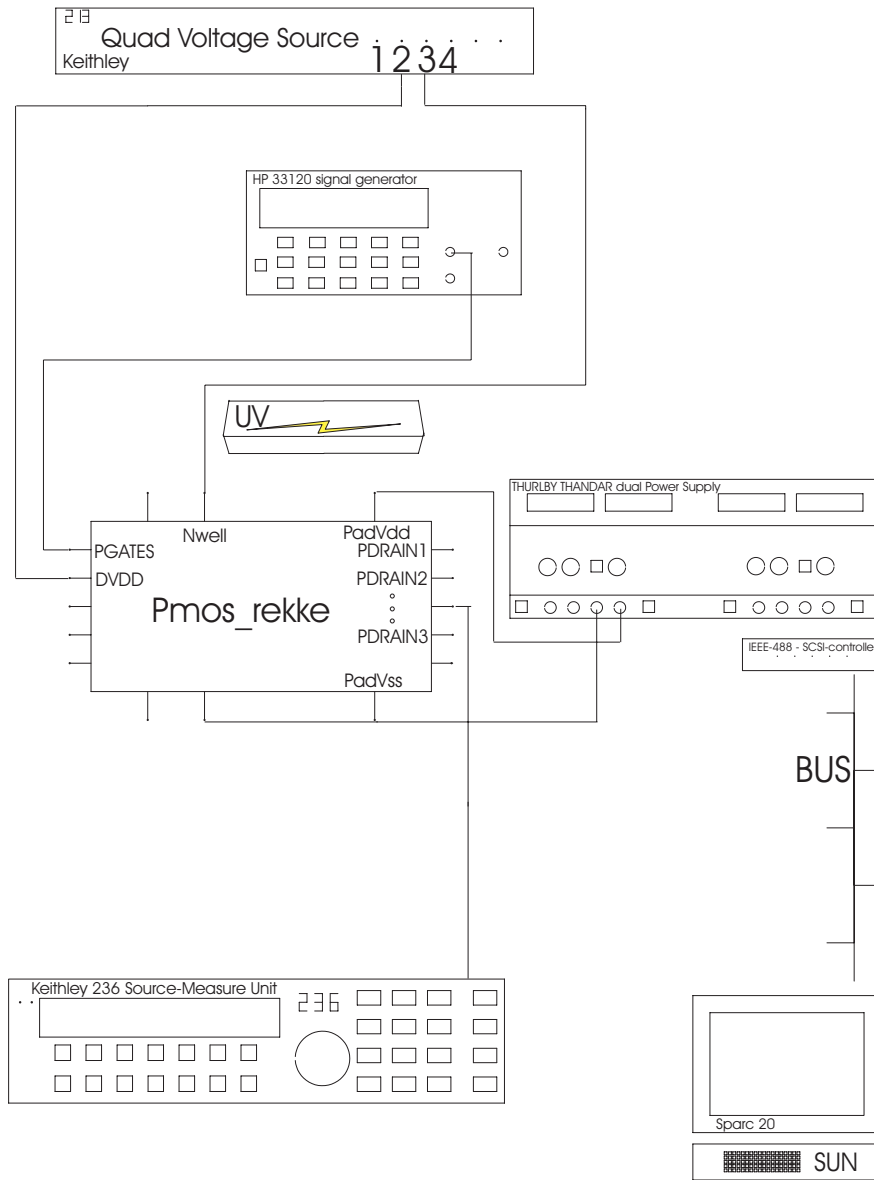 213
Quad Voltage Source
1234
Keithley
HP 33120 signal generator
UV
THURLBY THANDAR dual Power Supply
Nwell
PadVdd
PGATES
PDRAIN1
DVDD
PDRAIN2
Pmos_rekke
PDRAIN3
PadVss
IEEE-488 - SCSI-controlle
BUS
Keithley 236 Source-Measure Unit
236
Sparc 20
SUN